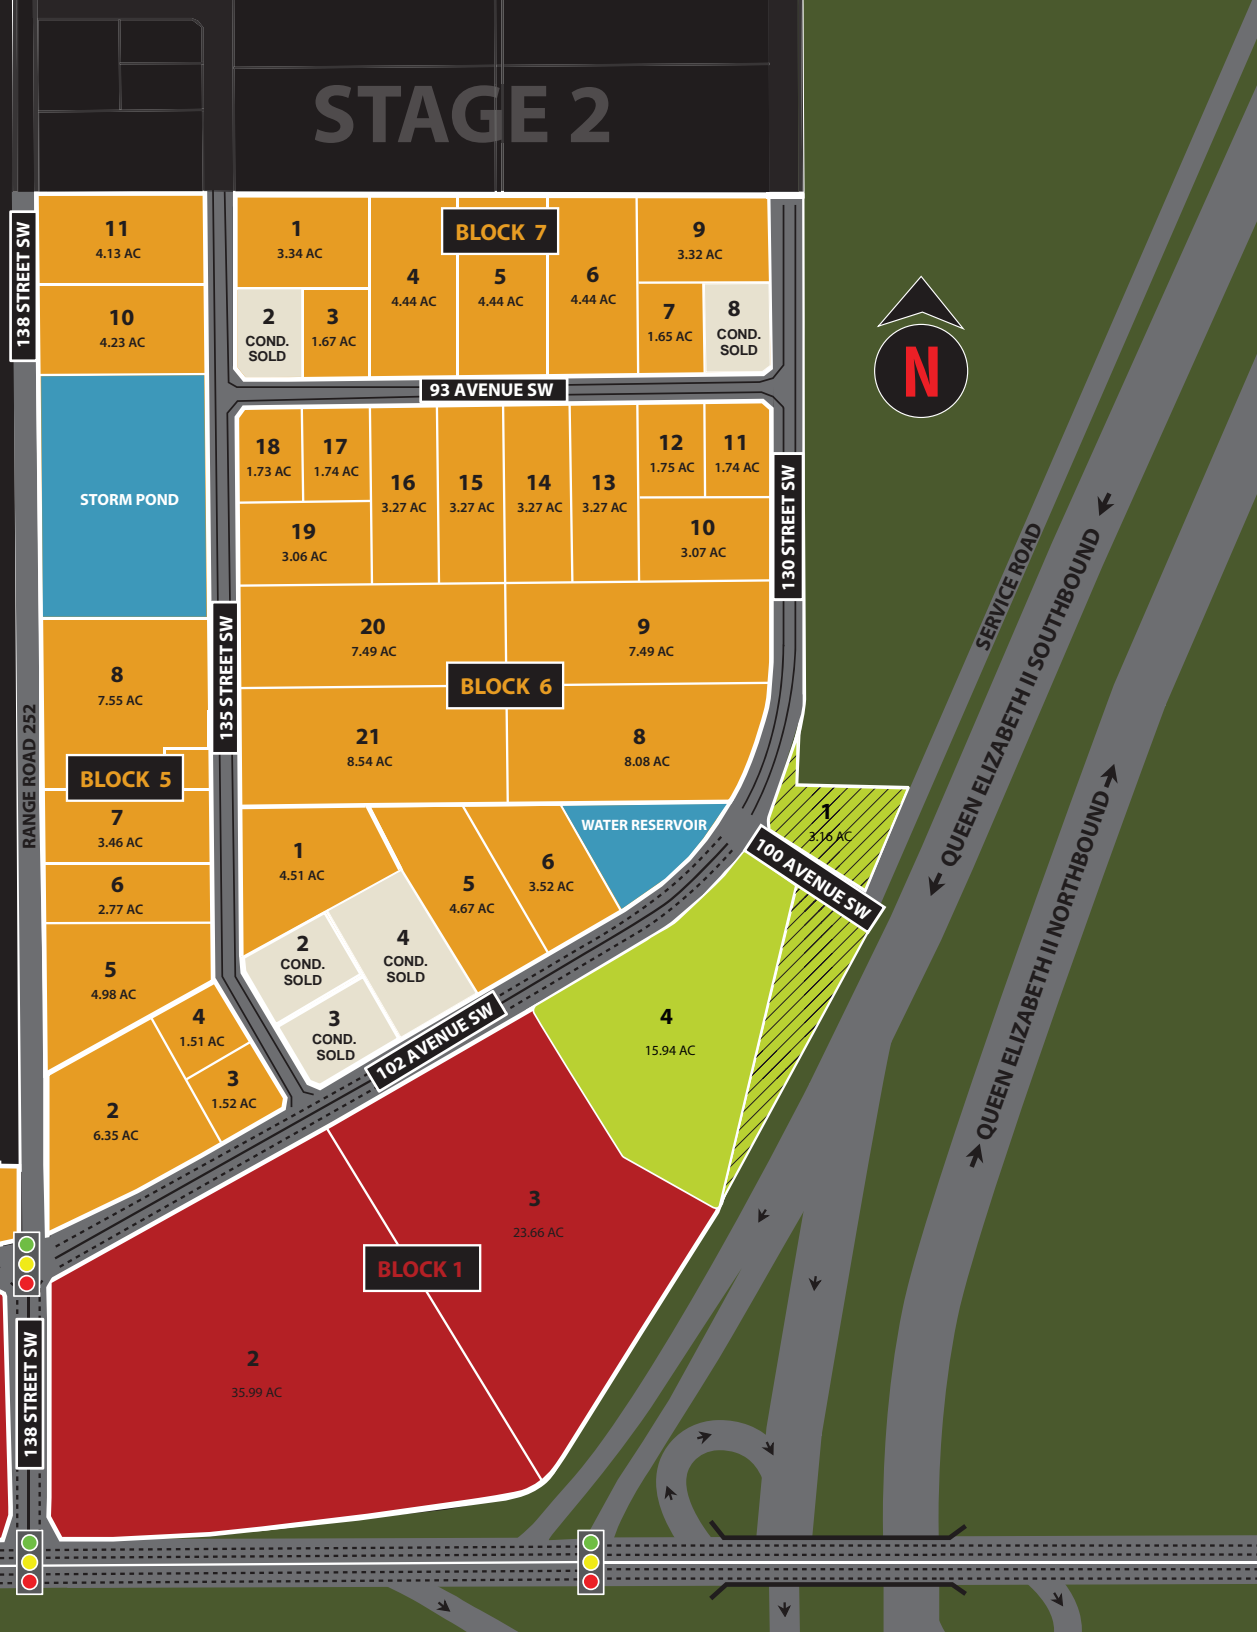 STAGE 2
138 STREET SW
11
4.13 AC
10
4.23 AC
STORM POND
BLOCK 7
1
3.34 AC
2
COND.
SOLD
3
1.67 AC
4
4.44 AC
5
4.44 AC
6
4.44 AC
9
3.32 AC
7
1.65 AC
8
COND.
SOLD
N
93 AVENUE SW
18
1.73 AC
17
1.74 AC
16
3.27 AC
15
3.27 AC
14
3.27 AC
13
3.27 AC
12
1.75 AC
11
1.74 AC
19
3.06 AC
10
3.07 AC
130 STREET SW
20
7.49 AC
9
7.49 AC
BLOCK 6
21
8.54 AC
8
8.08 AC
135 STREET SW
RANGE ROAD 252
8
7.55 AC
BLOCK 5
7
3.46 AC
6
2.77 AC
5
4.98 AC
4
1.51 AC
3
1.52 AC
2
6.35 AC
1
4.51 AC
2
COND.
SOLD
3
COND.
SOLD
4
COND.
SOLD
5
4.67 AC
6
3.52 AC
WATER RESERVOIR
1
3.16 AC
100 AVENUE SW
102 AVENUE SW
4
15.94 AC
SERVICE ROAD
QUEEN ELIZABETH II SOUTHBOUND
QUEEN ELIZABETH II NORTHBOUND
3
23.66 AC
BLOCK 1
2
35.99 AC
138 STREET SW